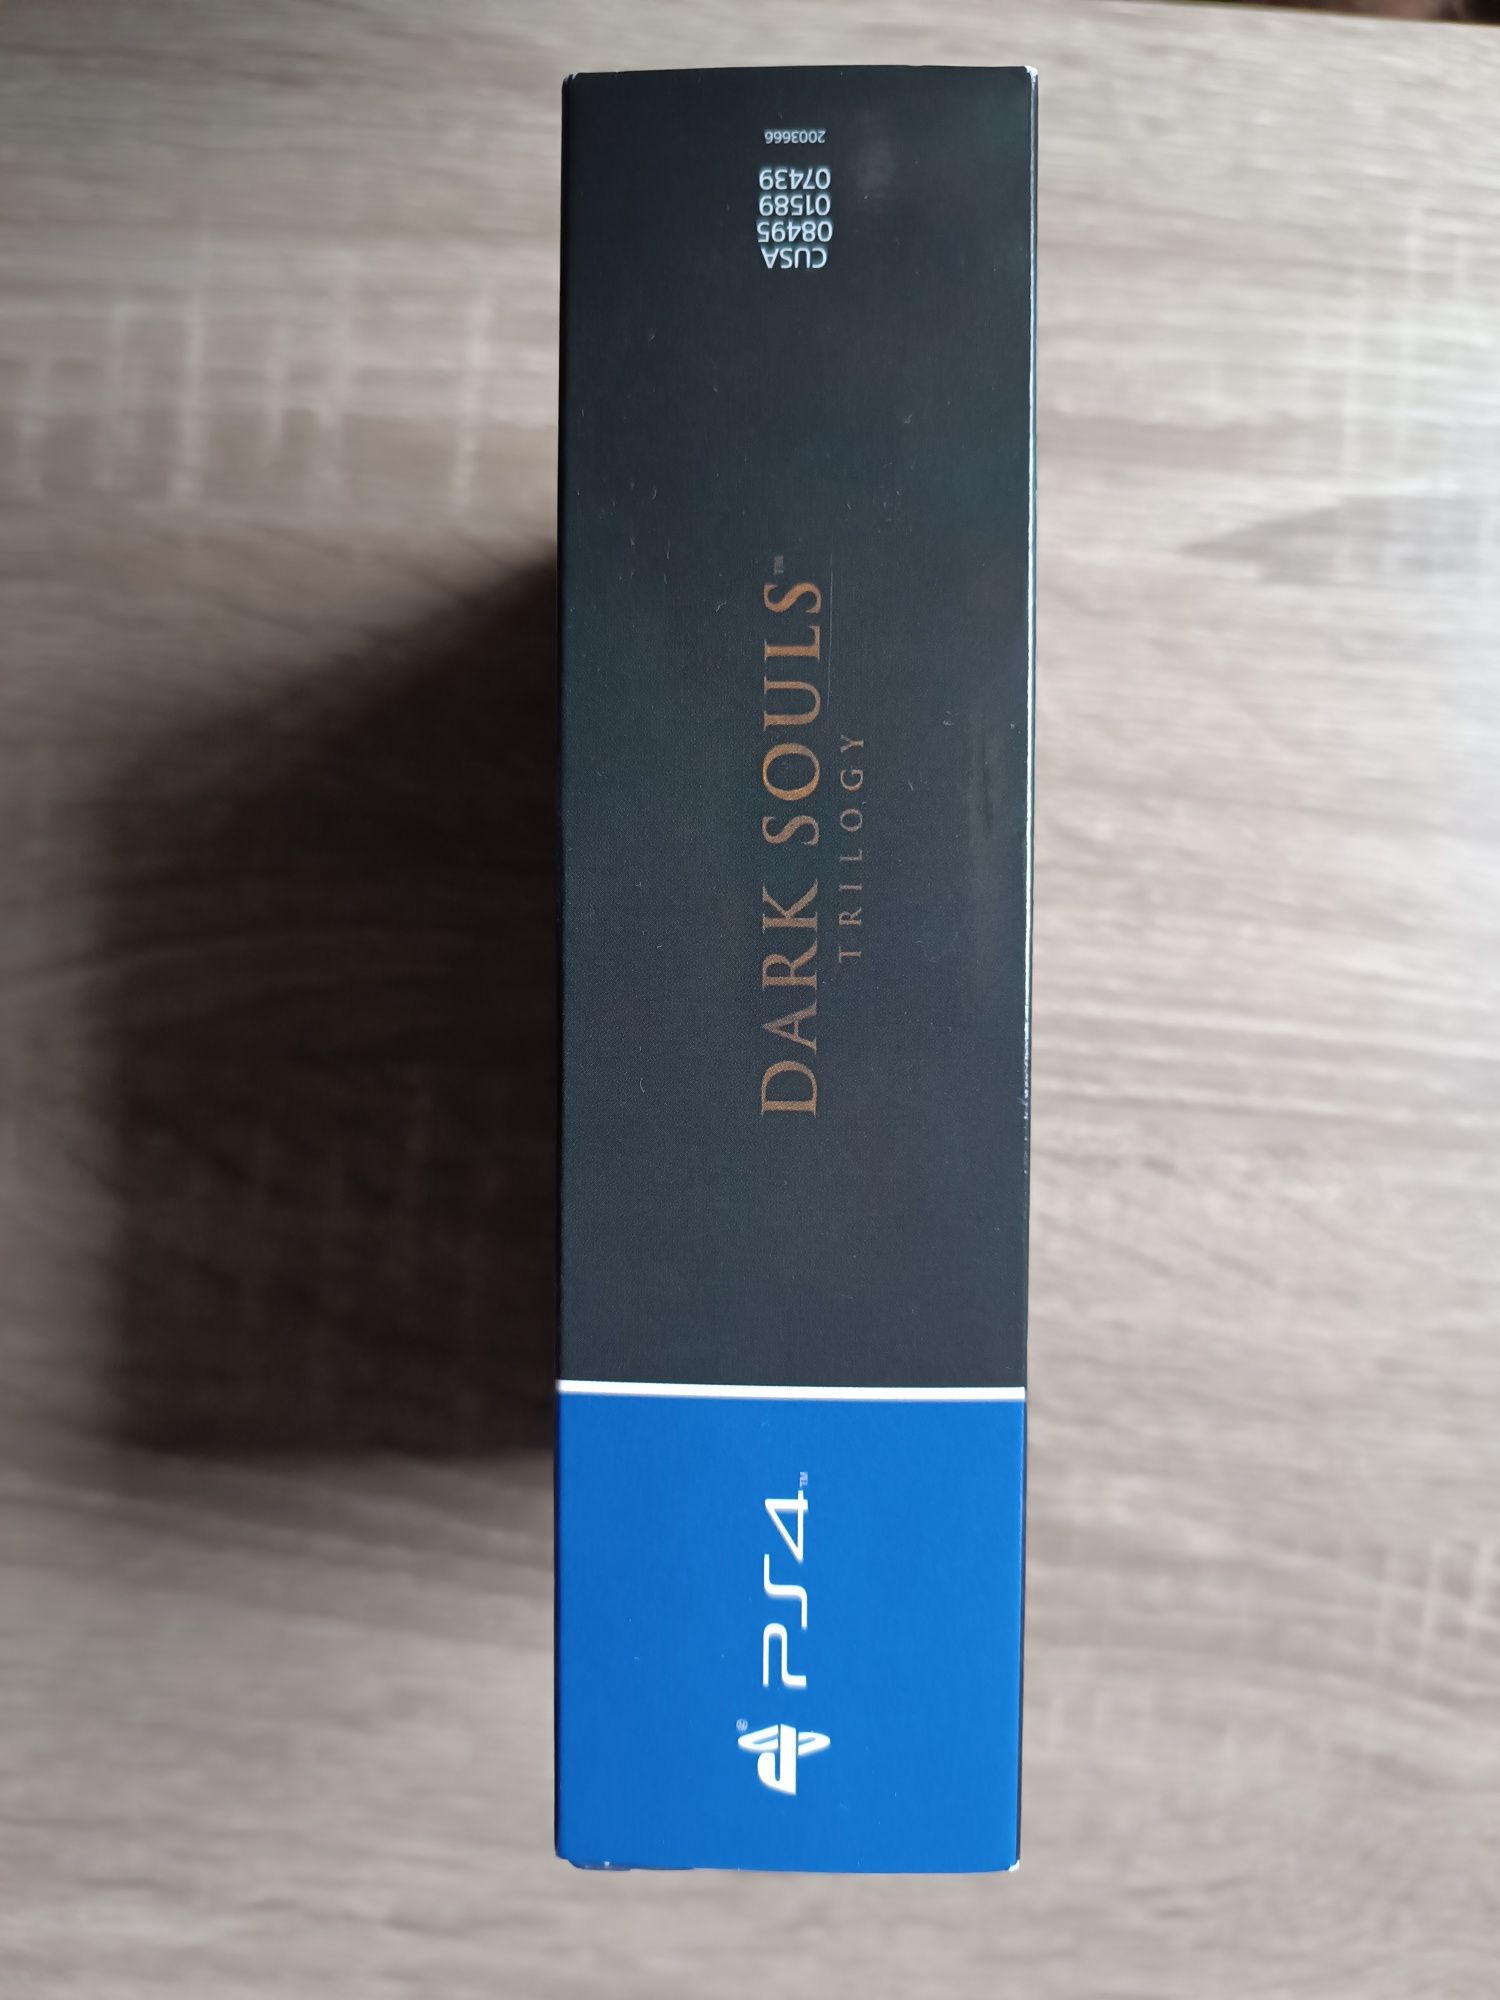 PS4™
DARK SOULS™
TRILOGY
CUSA
08495
01589
07439
2003666